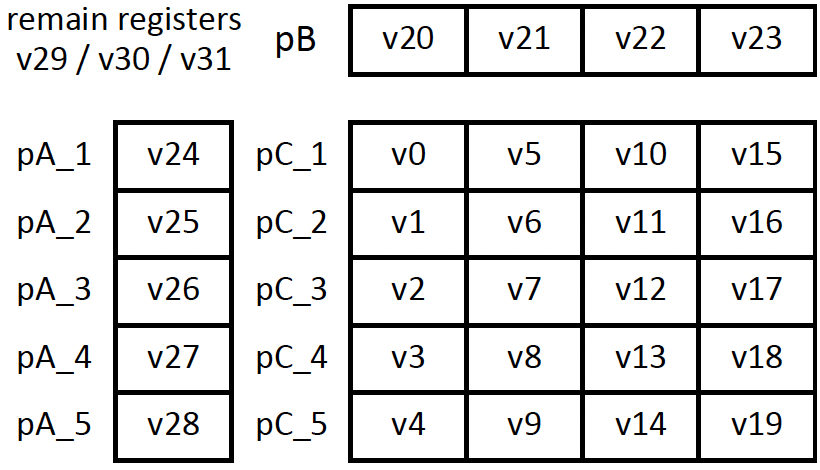 remain registers
v29 / v30 / v31
pB v20 v21 v22 v23
pA_1 v24 pC_1 v0 v5 v10 v15
pA_2 v25 pC_2 v1 v6 v11 v16
pA_3 v26 pC_3 v2 v7 v12 v17
pA_4 v27 pC_4 v3 v8 v13 v18
pA_5 v28 pC_5 v4 v9 v14 v19